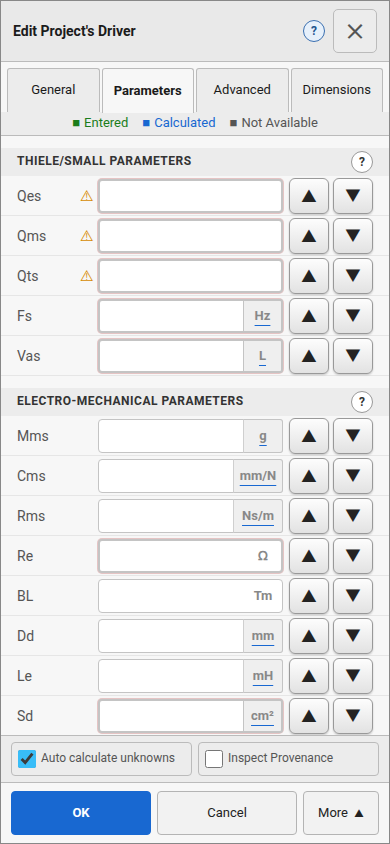 Edit Project's Driver ?
General Parameters Advanced Dimensions
Entered Calculated Not Available
THIELE/SMALL PARAMETERS ?
Qes
Qms
Qts
Fs Hz
Vas L
ELECTRO-MECHANICAL PARAMETERS ?
Mms g
Cms mm/N
Rms Ns/m
Re Ω
BL Tm
Dd mm
Le mH
Sd cm²
Auto calculate unknowns Inspect Provenance
OK Cancel More ▲